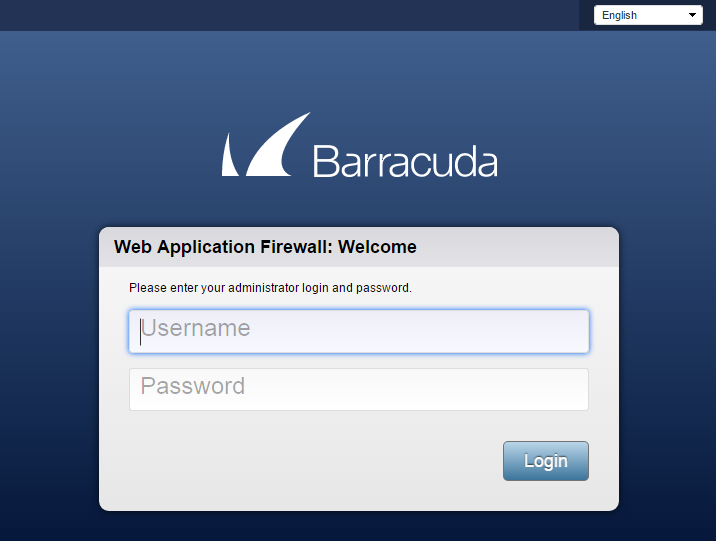 English
Barracuda
Web Application Firewall: Welcome
Please enter your administrator login and password.
Username
Password
Login